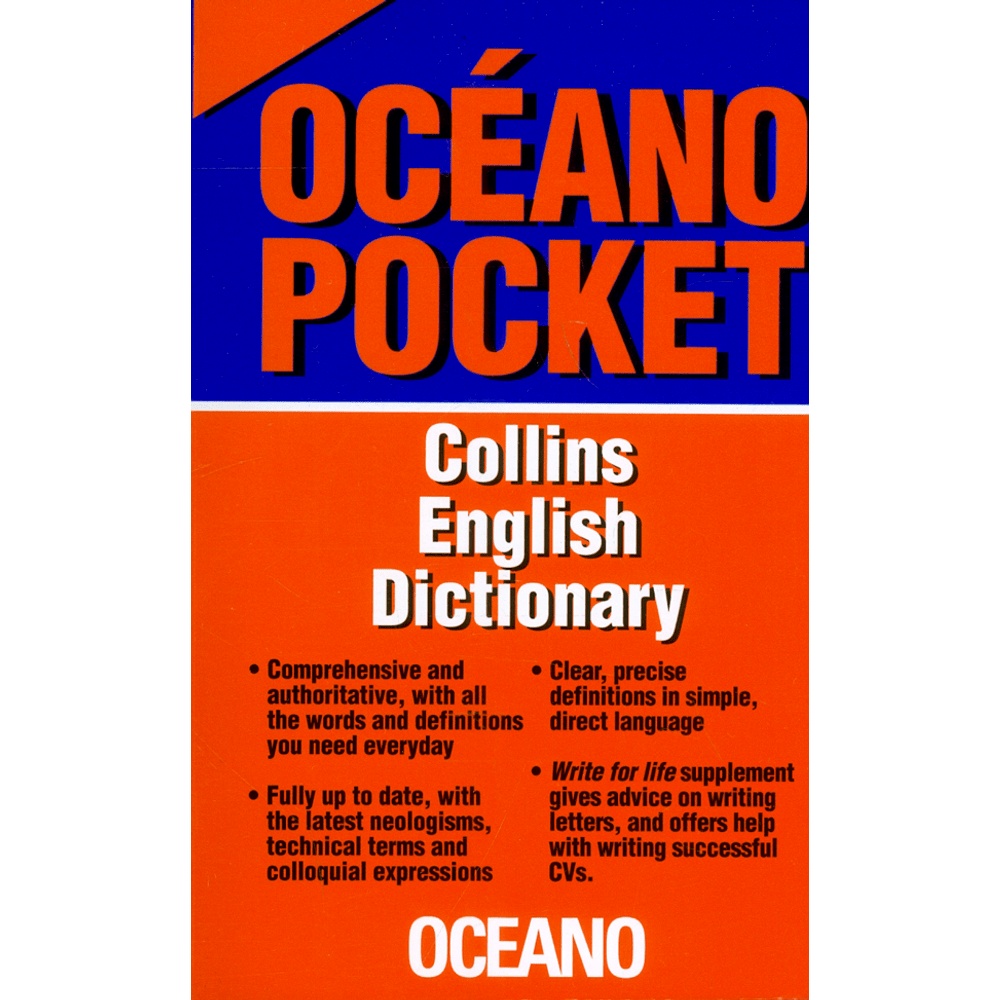 OCÉANO
POCKET
Collins
English
Dictionary
• Comprehensive and
authoritative, with all
the words and definitions
you need everyday
• Fully up to date, with
the latest neologisms,
technical terms and
colloquial expressions
• Clear, precise
definitions in simple,
direct language
• Write for life supplement
gives advice on writing
letters, and offers help
with writing successful
CVs.
OCEANO